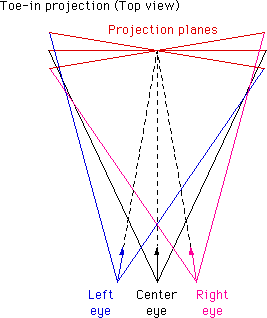 Toe-in projection (Top view)
Projection planes
Left eye
Center eye
Right eye